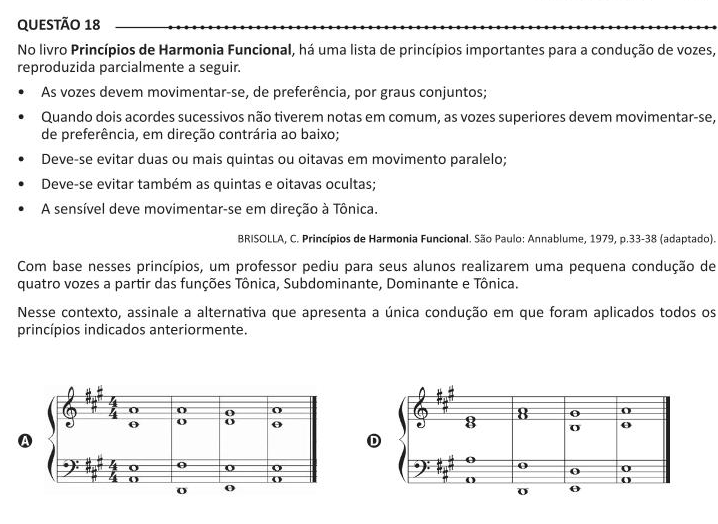 QUESTÃO 18
No livro Princípios de Harmonia Funcional, há uma lista de princípios importantes para a condução de vozes,
reproduzida parcialmente a seguir.
• As vozes devem movimentar-se, de preferência, por graus conjuntos;
• Quando dois acordes sucessivos não tiverem notas em comum, as vozes superiores devem movimentar-se,
de preferência, em direção contrária ao baixo;
• Deve-se evitar duas ou mais quintas ou oitavas em movimento paralelo;
• Deve-se evitar também as quintas e oitavas ocultas;
• A sensível deve movimentar-se em direção à Tônica.
BRISOLLA, C. Princípios de Harmonia Funcional. São Paulo: Annablume, 1979, p.33-38 (adaptado).
Com base nesses princípios, um professor pediu para seus alunos realizarem uma pequena condução de
quatro vozes a partir das funções Tônica, Subdominante, Dominante e Tônica.
Nesse contexto, assinale a alternativa que apresenta a única condução em que foram aplicados todos os
princípios indicados anteriormente.
A
D